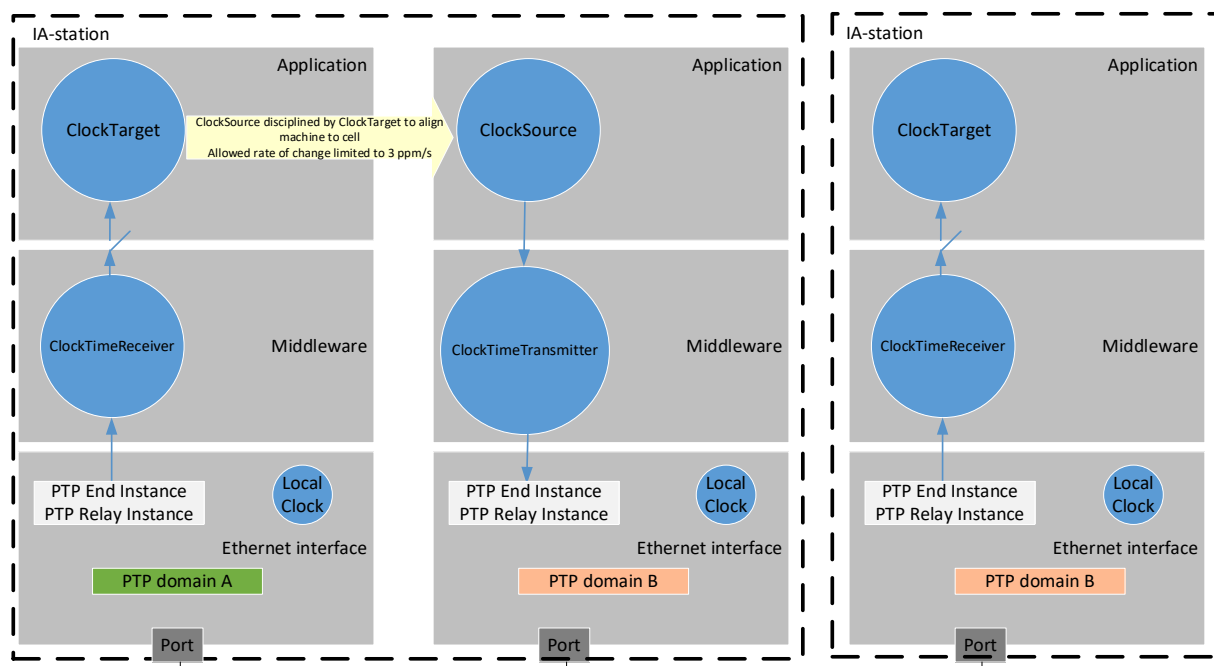 IA-station
Application
ClockTarget
ClockSource disciplined by ClockTarget to align
machine to cell
Allowed rate of change limited to 3 ppm/s
Application
ClockSource
ClockTimeReceiver
Middleware
ClockTimeTransmitter
Middleware
PTP End Instance
PTP Relay Instance
Local
Clock
Ethernet interface
PTP domain A
Port
PTP End Instance
PTP Relay Instance
Local
Clock
Ethernet interface
PTP domain B
Port
IA-station
Application
ClockTarget
ClockTimeReceiver
Middleware
PTP End Instance
PTP Relay Instance
Local
Clock
Ethernet interface
PTP domain B
Port